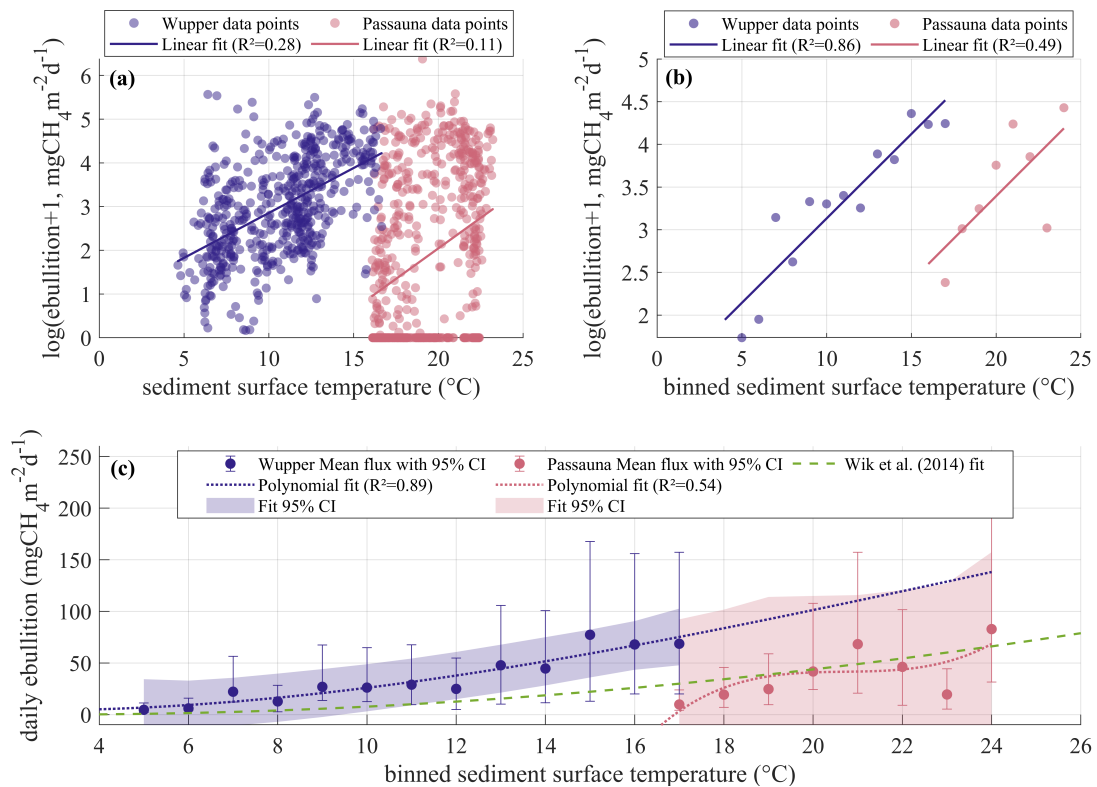 Wupper data points Passauna data points
Linear fit (R²=0.28) Linear fit (R²=0.11)
(a)
log(ebullition+1, mgCH₄m⁻²d⁻¹)
6
5
4
3
2
1
0
0 5 10 15 20 25
sediment surface temperature (°C)
Wupper data points Passauna data points
Linear fit (R²=0.86) Linear fit (R²=0.49)
(b)
log(ebullition+1, mgCH₄m⁻²d⁻¹)
5
4.5
4
3.5
3
2.5
2
0 5 10 15 20 25
binned sediment surface temperature (°C)
(c)
Wupper Mean flux with 95% CI Passauna Mean flux with 95% CI Wik et al. (2014) fit
Polynomial fit (R²=0.89) Polynomial fit (R²=0.54)
Fit 95% CI Fit 95% CI
daily ebullition (mgCH₄m⁻²d⁻¹)
250
200
150
100
50
0
4 6 8 10 12 14 16 18 20 22 24 26
binned sediment surface temperature (°C)